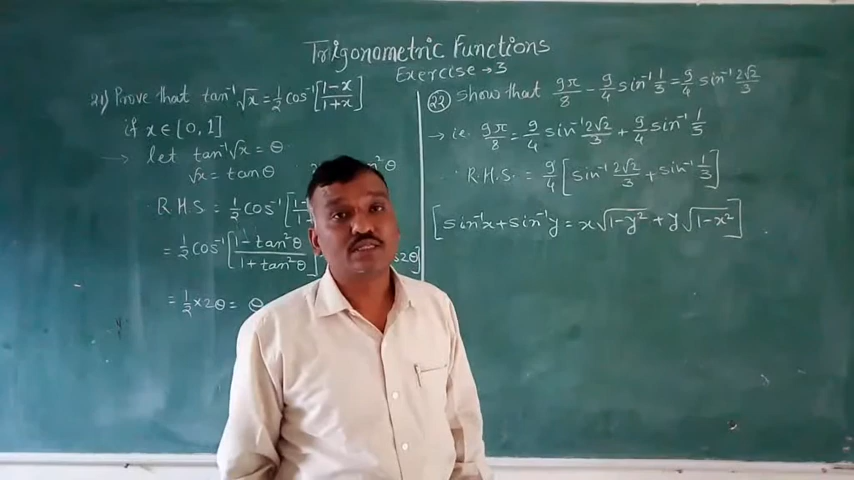 Trigonometric Functions
Exercise → 3
21) Prove that tan⁻¹√x = 1/2 cos⁻¹[(1-x)/(1+x)]
if x ∈ [0, 1]
→ let tan⁻¹√x = θ
√x = tanθ
R H S = 1/2 cos⁻¹[
= 1/2 cos⁻¹[(1-tan²θ)/(1+tan²θ)]
= 1/2 × 2θ = θ
(22) show that 9π/8 - 9/4 sin⁻¹ 1/3 = 9/4 sin⁻¹ 2√2/3
→ i.e. 9π/8 = 9/4 sin⁻¹ 2√2/3 + 9/4 sin⁻¹ 1/3
∴ R.H.S. = 9/4 [sin⁻¹ 2√2/3 + sin⁻¹ 1/3]
[sin⁻¹x + sin⁻¹y = x√(1-y²) + y√(1-x²)]